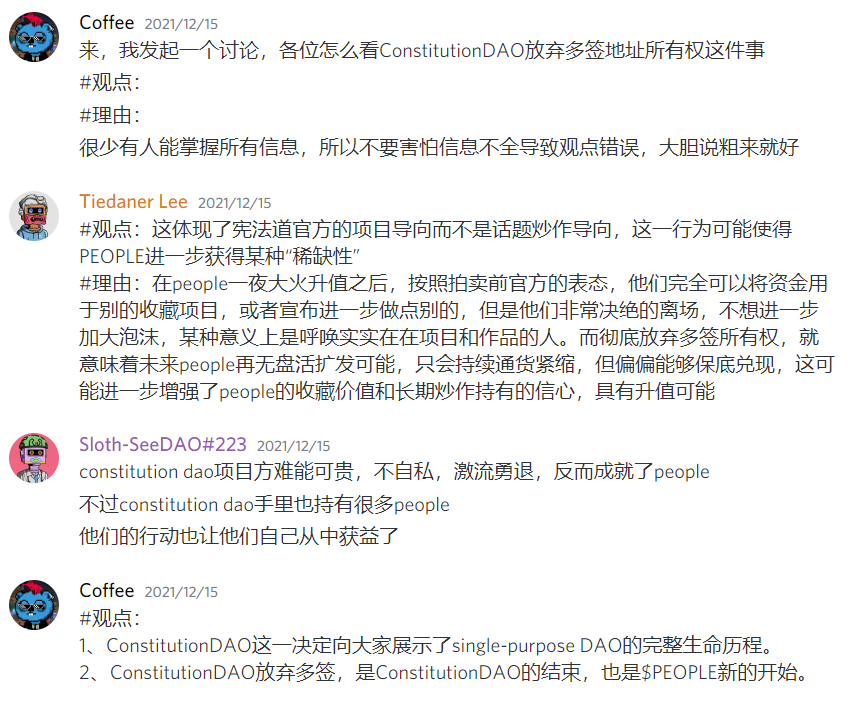 Coffee 2021/12/15
来，我发起一个讨论，各位怎么看ConstitutionDAO放弃多签地址所有权这件事
#观点：
#理由：
很少有人能掌握所有信息，所以不要害怕信息不全导致观点错误，大胆说粗来就好
Tiedaner Lee 2021/12/15
#观点：这体现了宪法道官方的项目导向而不是话题炒作导向，这一行为可能使得
PEOPLE进一步获得某种“稀缺性”
#理由：在people一夜大火升值之后，按照拍卖前官方的表态，他们完全可以将资金用
于别的收藏项目，或者宣布进一步做点别的，但是他们非常决绝的离场，不想进一步
加大泡沫，某种意义上是呼唤实实在在项目和作品的人。而彻底放弃多签所有权，就
意味着未来people再无盘活扩发可能，只会持续通货紧缩，但偏偏能够保底兑现，这可
能进一步增强了people的收藏价值和长期炒作持有的信心，具有升值可能
Sloth-SeeDAO#223 2021/12/15
constitution dao项目方难能可贵，不自私，激流勇退，反而成就了people
不过constitution dao手里也持有很多people
他们的行动也让他们自己从中获益了
Coffee 2021/12/15
#观点：
1、ConstitutionDAO这一决定向大家展示了single-purpose DAO的完整生命历程。
2、ConstitutionDAO放弃多签，是ConstitutionDAO的结束，也是$PEOPLE新的开始。